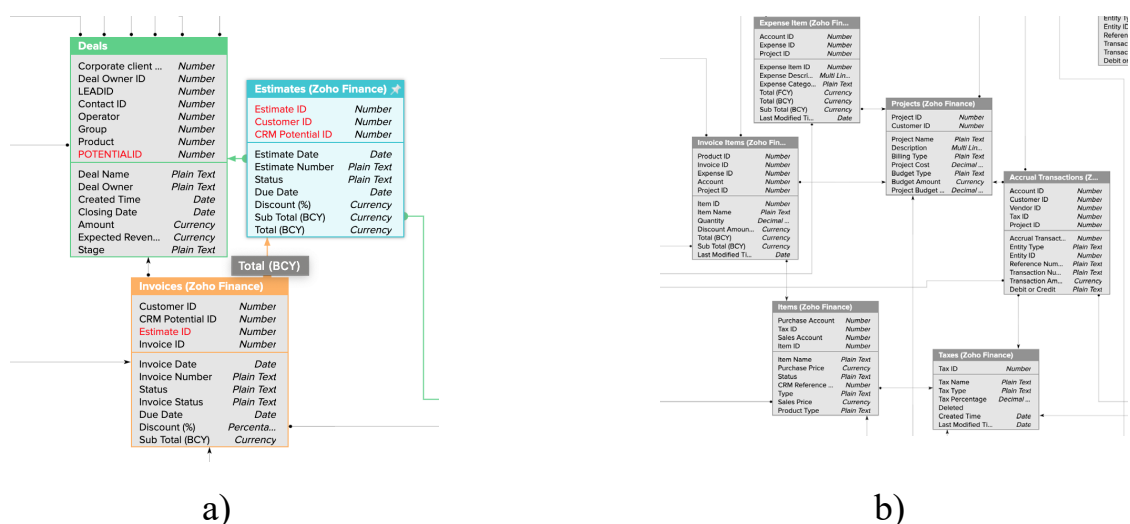 Deals
Corporate client ... Number
Deal Owner ID Number
LEADID Number
Contact ID Number
Operator Number
Group Number
Product Number
POTENTIALID Number
Deal Name Plain Text
Deal Owner Plain Text
Created Time Date
Closing Date Date
Amount Currency
Expected Reven... Currency
Stage Plain Text
Estimates (Zoho Finance)
Estimate ID Number
Customer ID Number
CRM Potential ID Number
Estimate Date Date
Estimate Number Plain Text
Status Plain Text
Due Date Date
Discount (%) Currency
Sub Total (BCY) Currency
Total (BCY) Currency
Total (BCY)
Invoices (Zoho Finance)
Customer ID Number
CRM Potential ID Number
Estimate ID Number
Invoice ID Number
Invoice Date Date
Invoice Number Plain Text
Status Plain Text
Invoice Status Plain Text
Due Date Date
Discount (%) Percenta...
Sub Total (BCY) Currency
a)
Expense Item (Zoho Fin...
Account ID Number
Expense ID Number
Project ID Number
Expense Item ID Number
Expense Descri... Multi Lin...
Expense Catego... Plain Text
Total (FCY) Currency
Total (BCY) Currency
Sub Total (BCY) Currency
Last Modified Ti... Date
Entity ID
Referen
Transac
Transac
Debit or
Projects (Zoho Finance)
Project ID Number
Customer ID Number
Project Name Plain Text
Description Multi Lin...
Billing Type Plain Text
Project Cost Decimal ...
Budget Type Plain Text
Budget Amount Currency
Project Budget ... Decimal ...
Invoice Items (Zoho Fin...
Product ID Number
Invoice ID Number
Expense ID Number
Account Number
Project ID Number
Item ID Number
Item Name Plain Text
Quantity Decimal ...
Discount Amoun... Currency
Total (BCY) Currency
Sub Total (BCY) Currency
Last Modified Ti... Date
Accrual Transactions (Z...
Account ID Number
Customer ID Number
Vendor ID Number
Tax ID Number
Project ID Number
Accrual Transact... Number
Entity Type Plain Text
Entity ID Number
Reference Num... Plain Text
Transaction Nu... Plain Text
Transaction Am... Currency
Debit or Credit Plain Text
Items (Zoho Finance)
Purchase Account Number
Tax ID Number
Sales Account Number
Item ID Number
Item Name Plain Text
Purchase Price Currency
Status Plain Text
CRM Reference ... Number
Type Plain Text
Sales Price Currency
Product Type Plain Text
Taxes (Zoho Finance)
Tax ID Number
Tax Name Plain Text
Tax Type Plain Text
Tax Percentage Decimal ...
Deleted
Created Time Date
Last Modified Ti... Date
b)